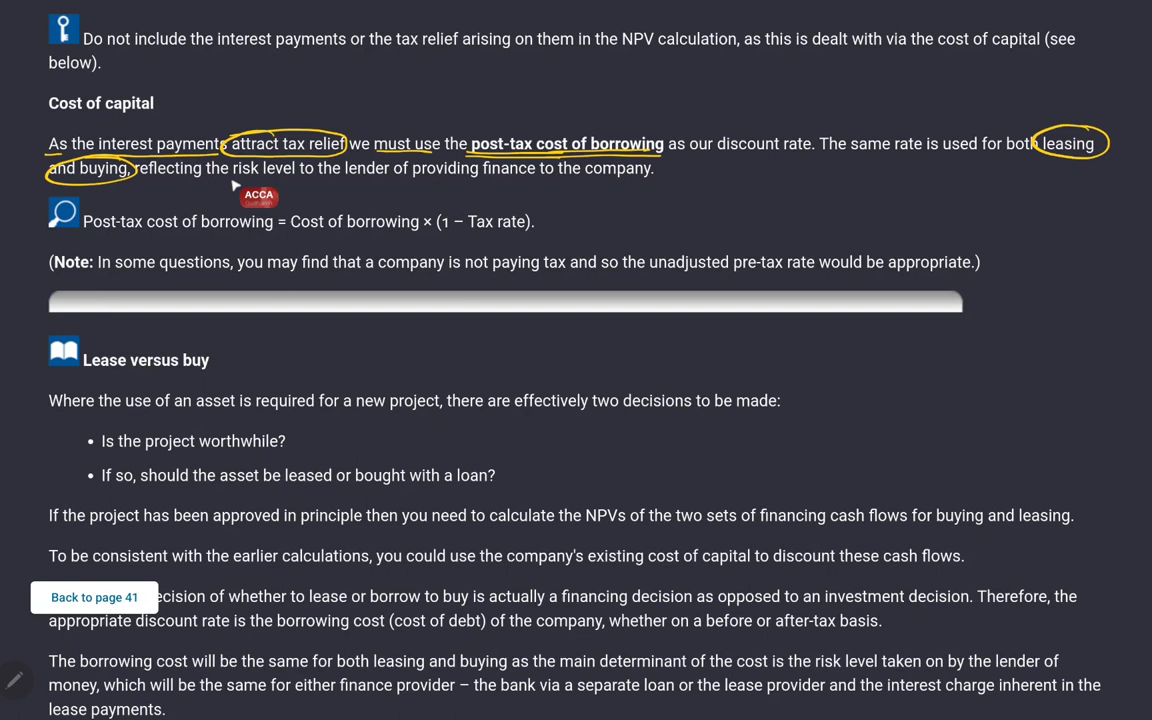 Do not include the interest payments or the tax relief arising on them in the NPV calculation, as this is dealt with via the cost of capital (see
below).
Cost of capital
As the interest payments attract tax relief we must use the post-tax cost of borrowing as our discount rate. The same rate is used for both leasing
and buying, reflecting the risk level to the lender of providing finance to the company.
ACCA
Post-tax cost of borrowing = Cost of borrowing × (1 – Tax rate).
(Note: In some questions, you may find that a company is not paying tax and so the unadjusted pre-tax rate would be appropriate.)
Lease versus buy
Where the use of an asset is required for a new project, there are effectively two decisions to be made:
• Is the project worthwhile?
• If so, should the asset be leased or bought with a loan?
If the project has been approved in principle then you need to calculate the NPVs of the two sets of financing cash flows for buying and leasing.
To be consistent with the earlier calculations, you could use the company's existing cost of capital to discount these cash flows.
Back to page 41 ecision of whether to lease or borrow to buy is actually a financing decision as opposed to an investment decision. Therefore, the
appropriate discount rate is the borrowing cost (cost of debt) of the company, whether on a before or after-tax basis.
The borrowing cost will be the same for both leasing and buying as the main determinant of the cost is the risk level taken on by the lender of
money, which will be the same for either finance provider – the bank via a separate loan or the lease provider and the interest charge inherent in the
lease payments.